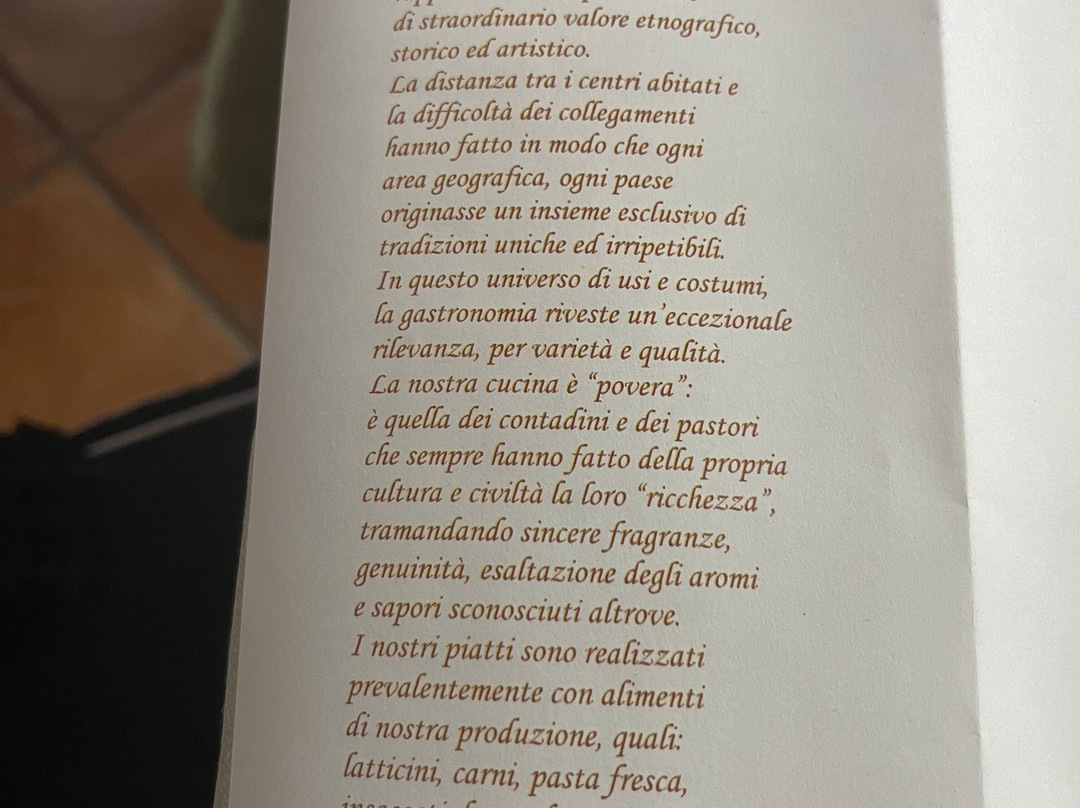 di straordinario valore etnografico,
storico ed artistico.
La distanza tra i centri abitati e
la difficoltà dei collegamenti
hanno fatto in modo che ogni
area geografica, ogni paese
originasse un insieme esclusivo di
tradizioni uniche ed irripetibili.
In questo universo di usi e costumi,
la gastronomia riveste un'eccezionale
rilevanza, per varietà e qualità.
La nostra cucina è “povera”:
è quella dei contadini e dei pastori
che sempre hanno fatto della propria
cultura e civiltà la loro “ricchezza”,
tramandando sincere fragranze,
genuinità, esaltazione degli aromi
e sapori sconosciuti altrove.
I nostri piatti sono realizzati
prevalentemente con alimenti
di nostra produzione, quali:
latticini, carni, pasta fresca,